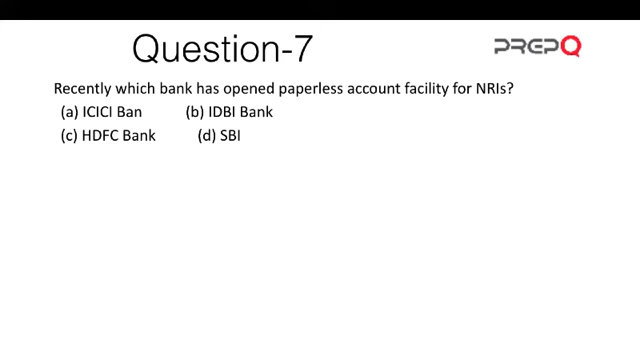 Question-7
PREPQ
Recently which bank has opened paperless account facility for NRIs?
(a) ICICI Ban (b) IDBI Bank
(c) HDFC Bank (d) SBI